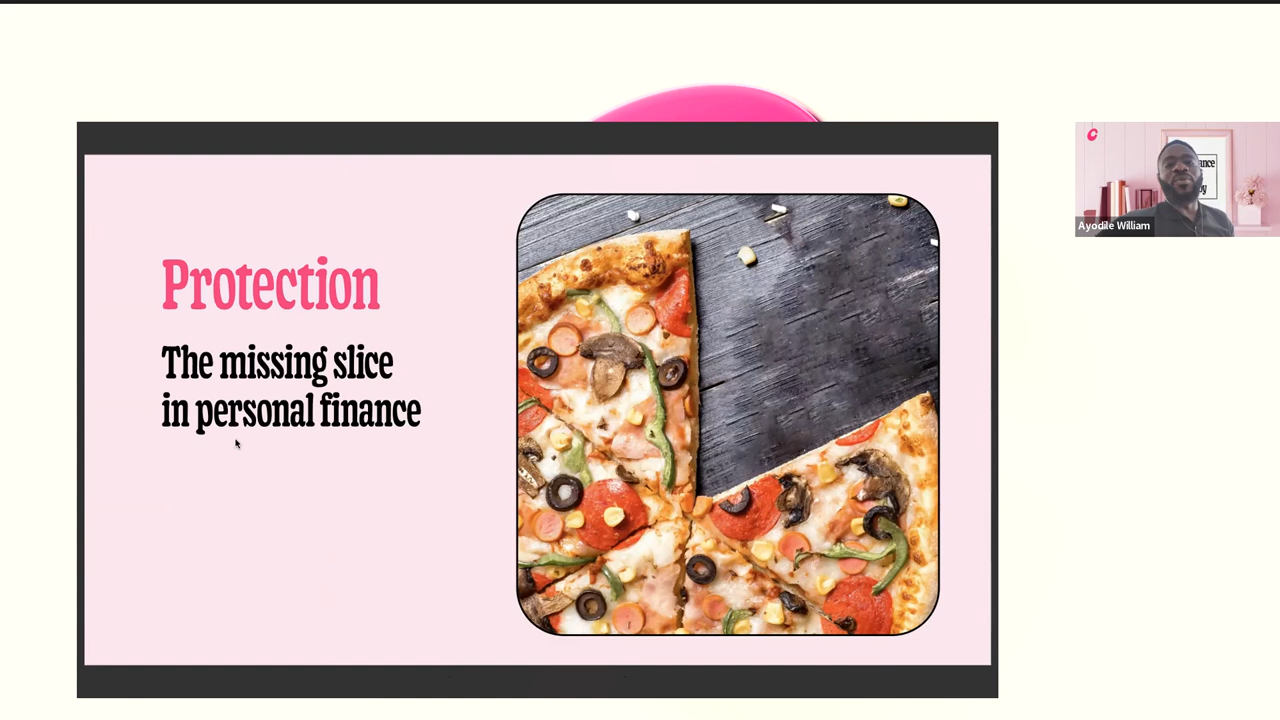 Protection
The missing slice
in personal finance
Ayodile William